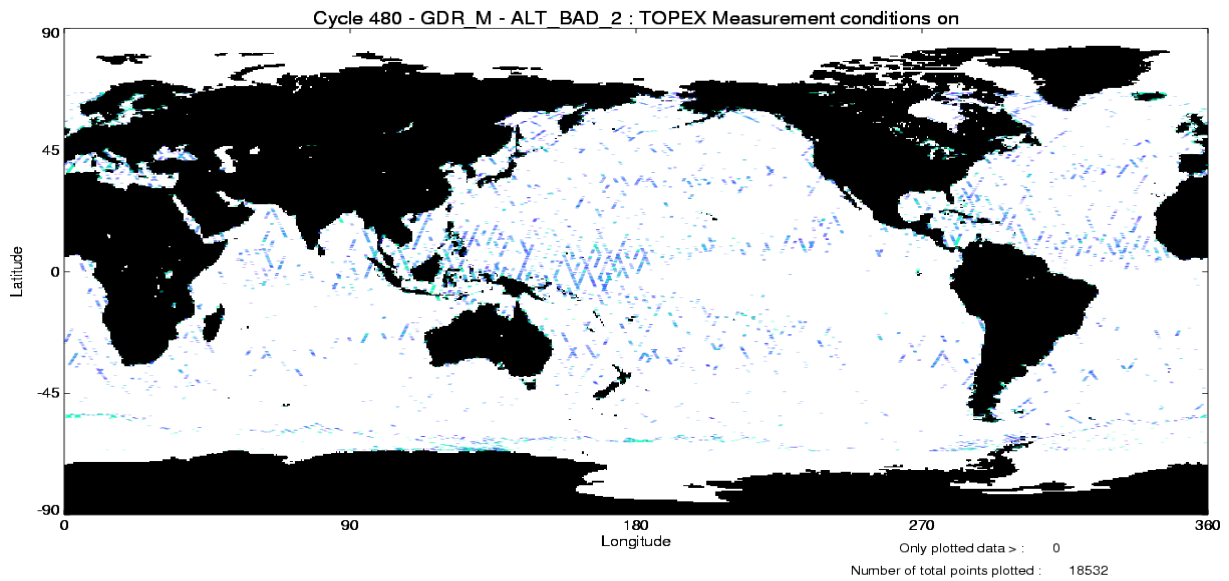 Cycle 480 - GDR_M - ALT_BAD_2 : TOPEX Measurement conditions on
90
45
0
-45
-90
Latitude
0 90 180 270 360
Longitude
Only plotted data > : 0
Number of total points plotted : 18532